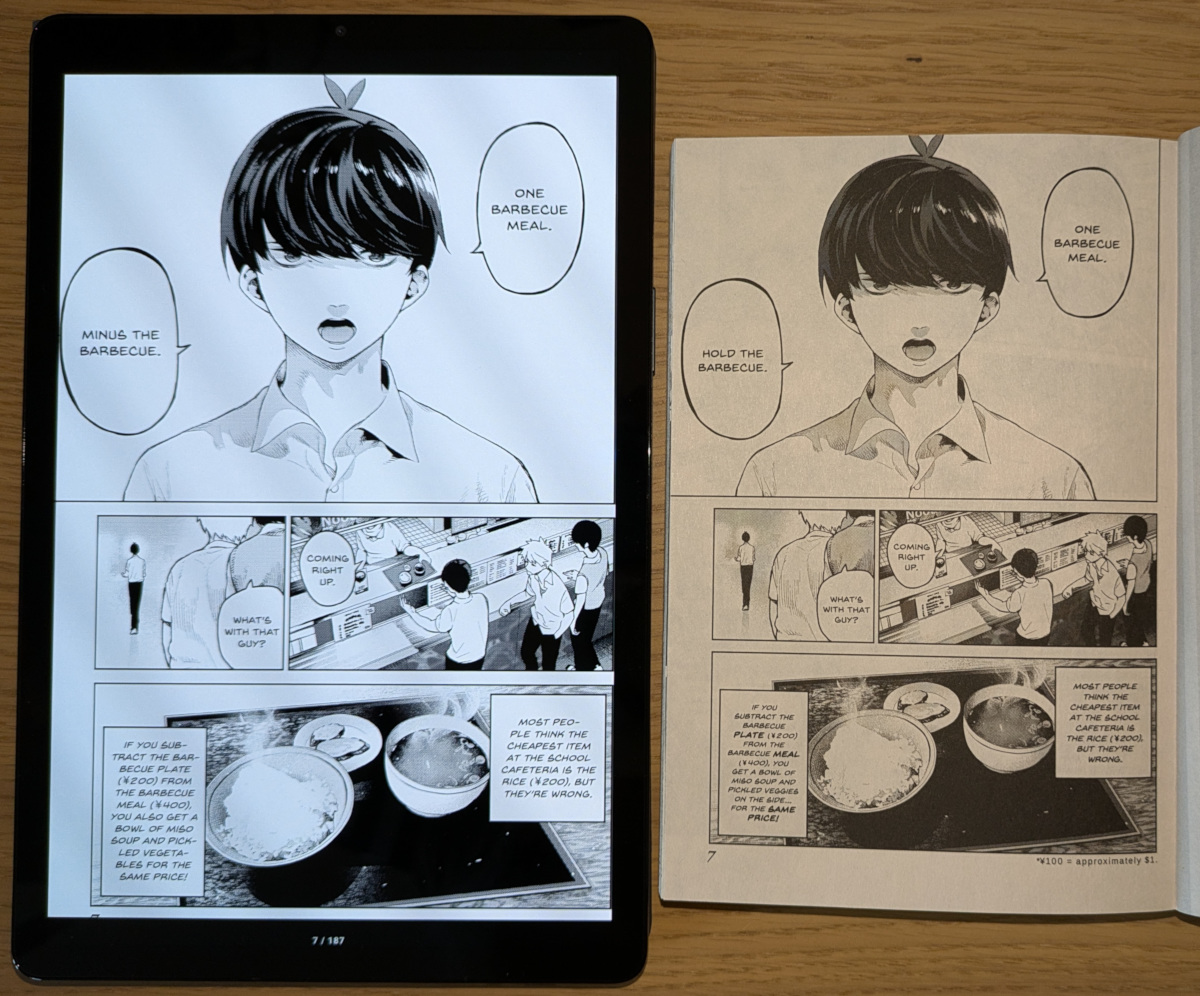 ONE
BARBECUE
MEAL.
MINUS THE
BARBECUE.
COMING
RIGHT
UP.
WHAT'S
WITH THAT
GUY?
MOST PEO-
PLE THINK THE
CHEAPEST ITEM
AT THE SCHOOL
CAFETERIA IS THE
RICE (¥200), BUT
THEY'RE WRONG.
IF YOU SUB-
TRACT THE BAR-
BECUE PLATE
(¥200) FROM
THE BARBECUE
MEAL (¥400),
YOU ALSO GET A
BOWL OF MISO
SOUP AND PICK-
LED VEGETA-
BLES FOR THE
SAME PRICE!
7 / 187
ONE
BARBECUE
MEAL.
HOLD THE
BARBECUE.
COMING
RIGHT
UP.
WHAT'S
WITH THAT
GUY?
MOST PEOPLE
THINK THE
CHEAPEST ITEM
AT THE SCHOOL
CAFETERIA IS
THE RICE (¥200),
BUT THEY'RE
WRONG.
IF YOU
SUBTRACT THE
BARBECUE
PLATE (¥200)
FROM THE
BARBECUE MEAL
(¥400), YOU
GET A BOWL OF
MISO SOUP AND
PICKLED VEGGIES
ON THE SIDE...
FOR THE SAME
PRICE!
7
*¥100 = approximately $1.